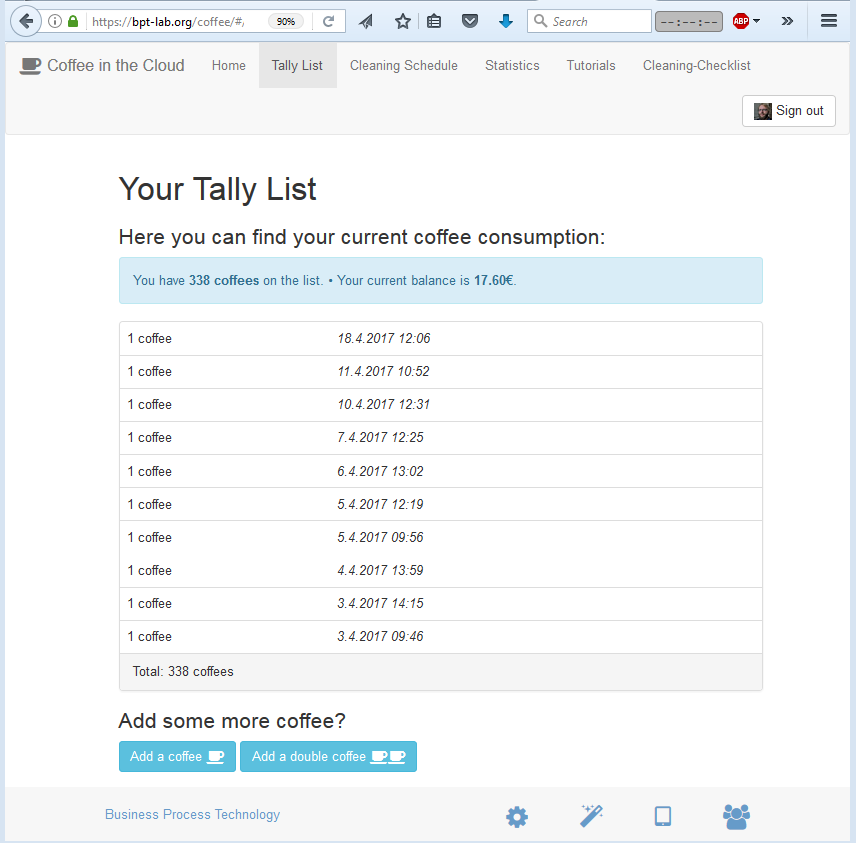 https://bpt-lab.org/coffee/#, 90% Search --:--:-- ABP
Coffee in the Cloud Home Tally List Cleaning Schedule Statistics Tutorials Cleaning-Checklist
Sign out
Your Tally List
Here you can find your current coffee consumption:
You have 338 coffees on the list. • Your current balance is 17.60€.
1 coffee 18.4.2017 12:06
1 coffee 11.4.2017 10:52
1 coffee 10.4.2017 12:31
1 coffee 7.4.2017 12:25
1 coffee 6.4.2017 13:02
1 coffee 5.4.2017 12:19
1 coffee 5.4.2017 09:56
1 coffee 4.4.2017 13:59
1 coffee 3.4.2017 14:15
1 coffee 3.4.2017 09:46
Total: 338 coffees
Add some more coffee?
Add a coffee Add a double coffee
Business Process Technology